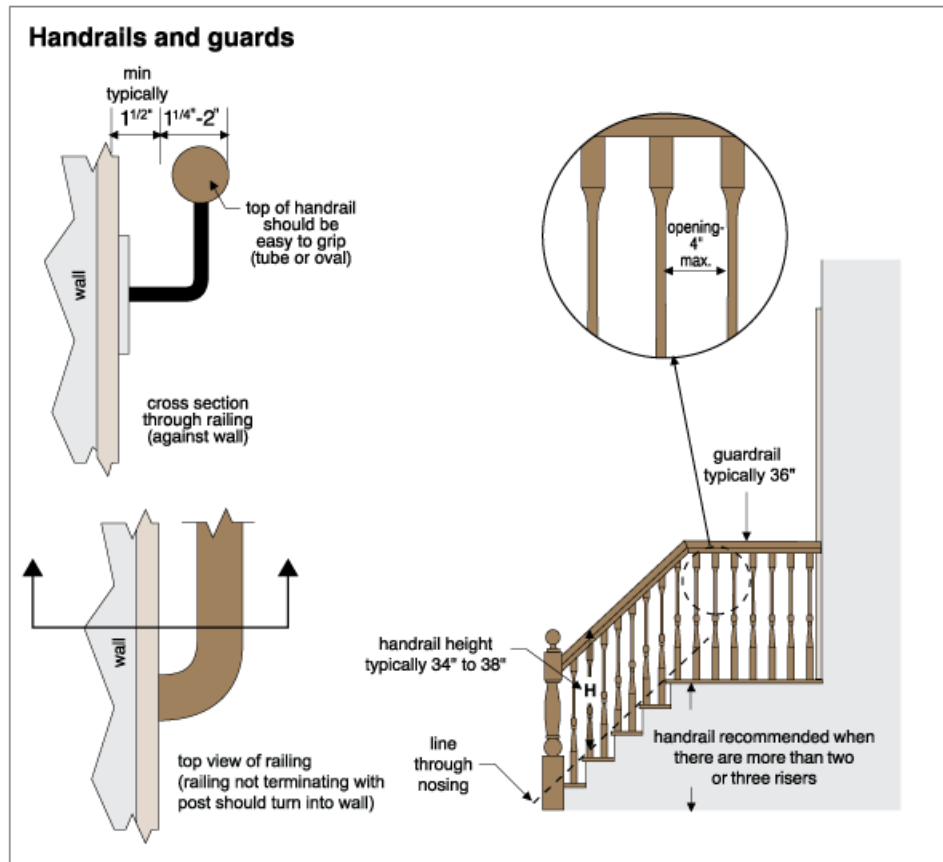 Handrails and guards
min
typically
1 1/2"
1 1/4"-2"
top of handrail
should be
easy to grip
(tube or oval)
wall
cross section
through railing
(against wall)
opening-
4"
max.
guardrail
typically 36"
wall
handrail height
typically 34" to 38"
H
line
through
nosing
handrail recommended when
there are more than two
or three risers
top view of railing
(railing not terminating with
post should turn into wall)